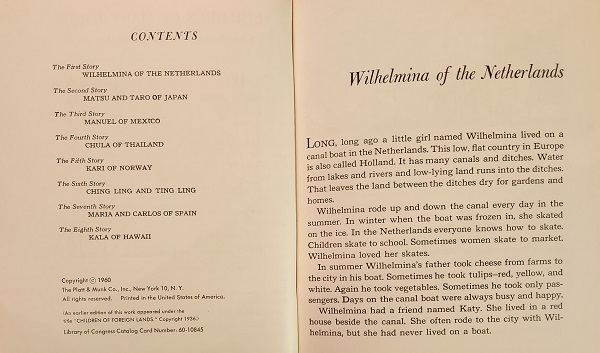 CONTENTS
The First Story
WILHELMINA OF THE NETHERLANDS
The Second Story
MATSU AND TARO OF JAPAN
The Third Story
MANUEL OF MEXICO
The Fourth Story
CHULA OF THAILAND
The Fifth Story
KARI OF NORWAY
The Sixth Story
CHING LING AND TING LING
The Seventh Story
MARIA AND CARLOS OF SPAIN
The Eighth Story
KALA OF HAWAII
Copyright © 1960
The Platt & Munk Co., Inc., New York 10, N. Y.
All rights reserved. Printed in the United States of America.
(An earlier edition of this work appeared under the
title "CHILDREN OF FOREIGN LANDS." Copyright 1936.)
Library of Congress Catalog Card Number: 60-10845
Wilhelmina of the Netherlands
LONG, long ago a little girl named Wilhelmina lived on a
canal boat in the Netherlands. This low, flat country in Europe
is also called Holland. It has many canals and ditches. Water
from lakes and rivers and low-lying land runs into the ditches.
That leaves the land between the ditches dry for gardens and
homes.
Wilhelmina rode up and down the canal every day in the
summer. In winter when the boat was frozen in, she skated
on the ice. In the Netherlands everyone knows how to skate.
Children skate to school. Sometimes women skate to market.
Wilhelmina loved her skates.
In summer Wilhelmina's father took cheese from farms to
the city in his boat. Sometimes he took tulips—red, yellow, and
white. Again he took vegetables. Sometimes he took only pas-
sengers. Days on the canal boat were always busy and happy.
Wilhelmina had a friend named Katy. She lived in a red
house beside the canal. She often rode to the city with Wil-
helmina, but she had never lived on a boat.